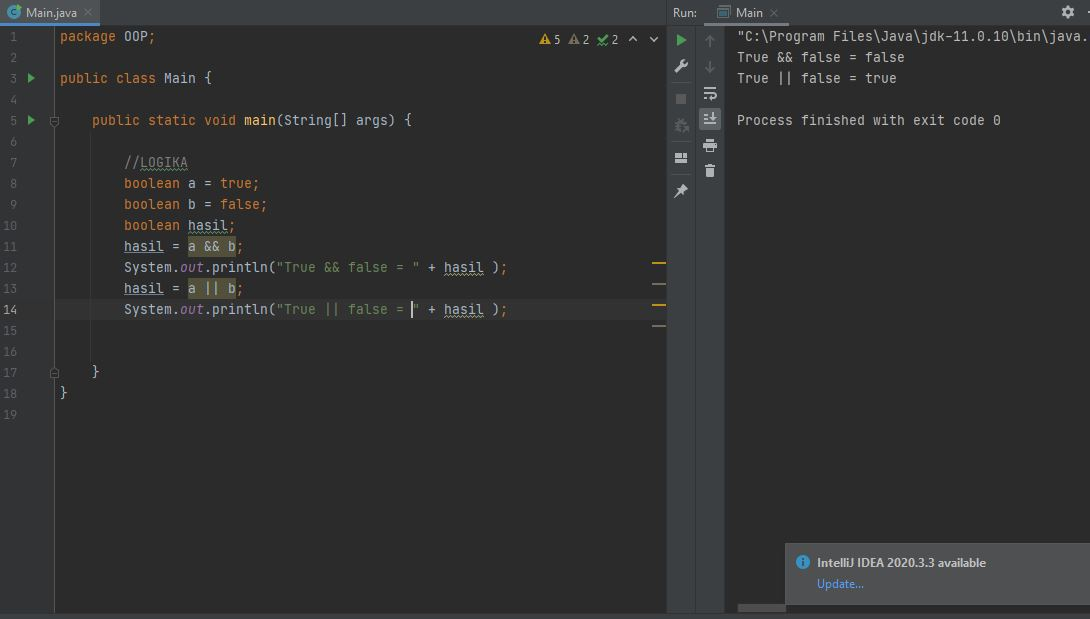 Main.java
Run: Main
5 2 2
1 package OOP;
2
3 public class Main {
4
5 public static void main(String[] args) {
6
7 //LOGIKA
8 boolean a = true;
9 boolean b = false;
10 boolean hasil;
11 hasil = a && b;
12 System.out.println("True && false = " + hasil );
13 hasil = a || b;
14 System.out.println("True || false = " + hasil );
15
16
17 }
18 }
19
"C:\Program Files\Java\jdk-11.0.10\bin\java.
True && false = false
True || false = true
Process finished with exit code 0
IntelliJ IDEA 2020.3.3 available
Update...